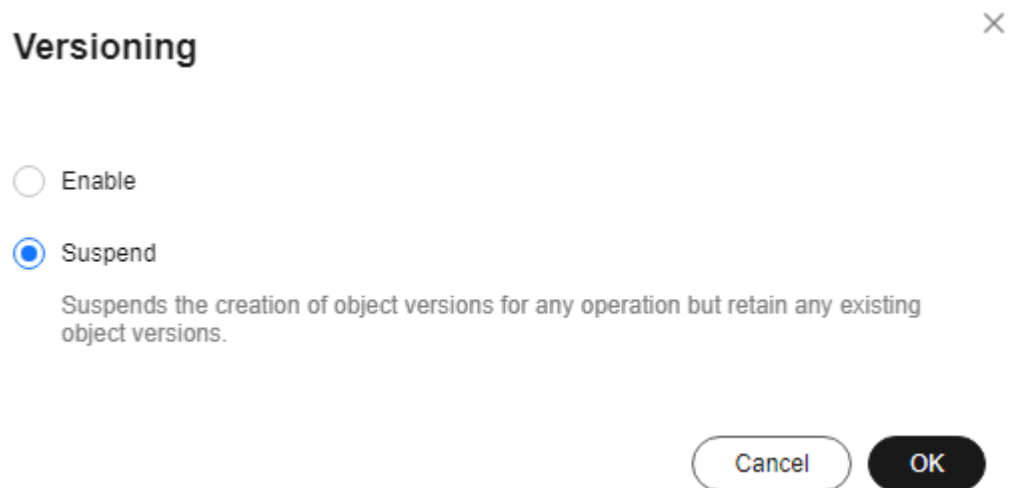 Versioning
Enable
Suspend
Suspends the creation of object versions for any operation but retain any existing
object versions.
Cancel
OK